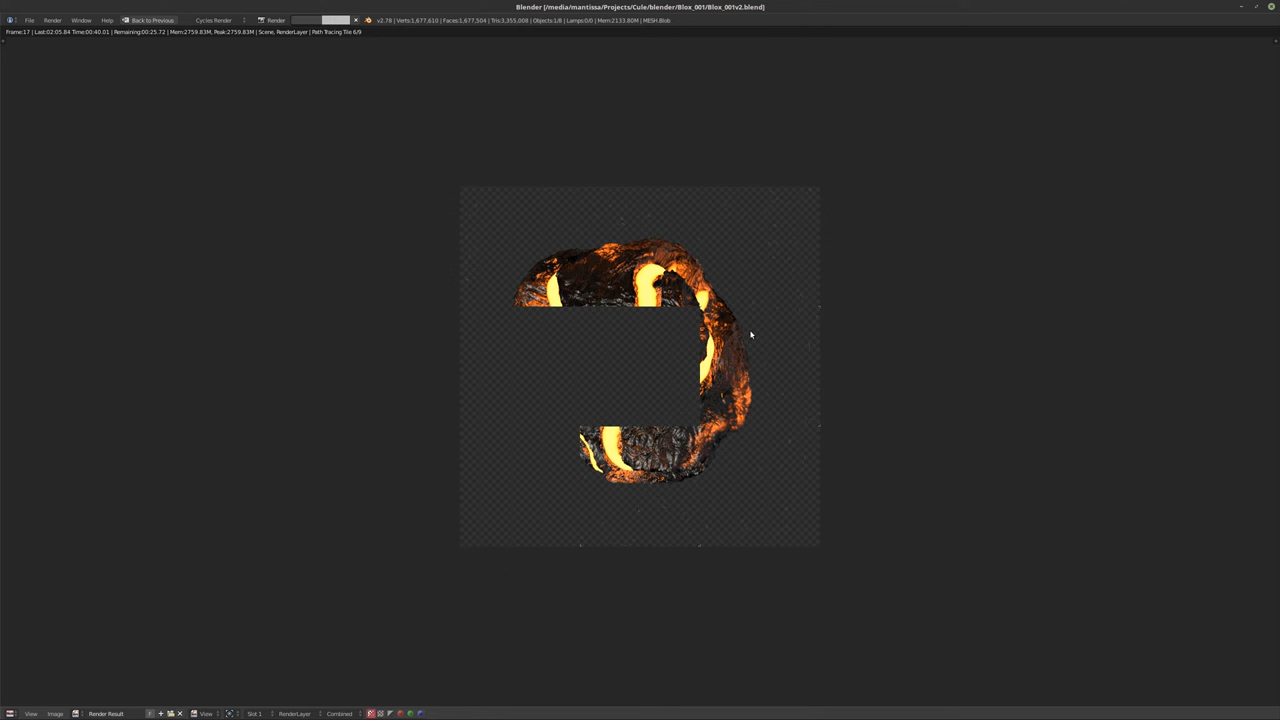 Blender [/media/mantissa/Projects/Cule/blender/Blox_001/Blox_001v2.blend]
File Render Window Help Back to Previous Cycles Render Render v2.78 | Verts:1,677,610 | Faces:1,677,504 | Tris:3,355,008 | Objects:1/8 | Lamps:0/0 | Mem:2133.80M | MESH.Blob
Frame:17 | Last:02:05.84 Time:00:40.01 | Remaining:00:25.72 | Mem:2759.83M, Peak:2759.83M | Scene, RenderLayer | Path Tracing Tile 6/9
View Image Render Result F View Slot 1 RenderLayer Combined